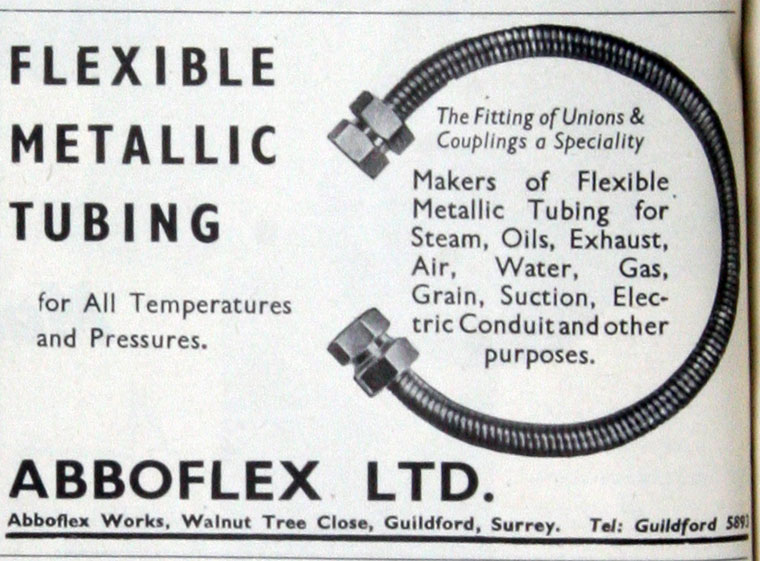 FLEXIBLE
METALLIC
TUBING
for All Temperatures
and Pressures.
The Fitting of Unions &
Couplings a Speciality
Makers of Flexible
Metallic Tubing for
Steam, Oils, Exhaust,
Air, Water, Gas,
Grain, Suction, Elec-
tric Conduit and other
purposes.
ABBOFLEX LTD.
Abboflex Works, Walnut Tree Close, Guildford, Surrey. Tel: Guildford 5893